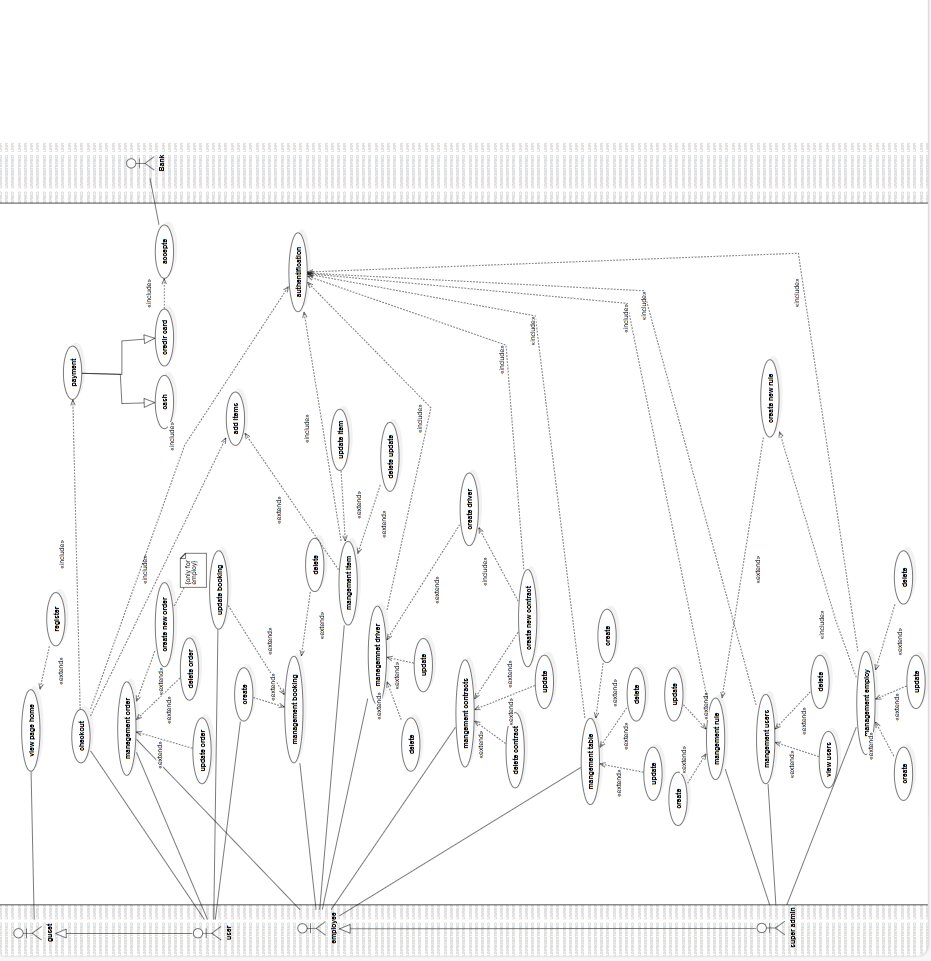 view page home
guset
register
«extend»
«include»
checkout
payment
management order
Bank
«extend»
«extend»
«extend»
create new order
«include»
«include»
«include»
cash
credir card
accepte
delete order
{only for
employ}
update order
user
update booking
create
add items
«extend»
«extend»
«extend»
management booking
authentification
employee
delete
«extend»
«include»
mangement item
update item
«extend»
managemnet driver
«extend»
delete update
«extend»
«extend»
delete
update
«include»
«extend»
mangement contracts
create driver
«extend»
«include»
«extend»
«extend»
delete contract
create new contract
«include»
update
«include»
mangement table
create
«extend»
«extend»
«extend»
delete
«include»
update
«include»
create
update
«extend»
«extend»
mangement rule
«extend»
mangement users
create new rule
super admin
«extend»
«extend»
«include»
view users
delete
«include»
management employ
«extend»
«extend»
«extend»
create
update
delete